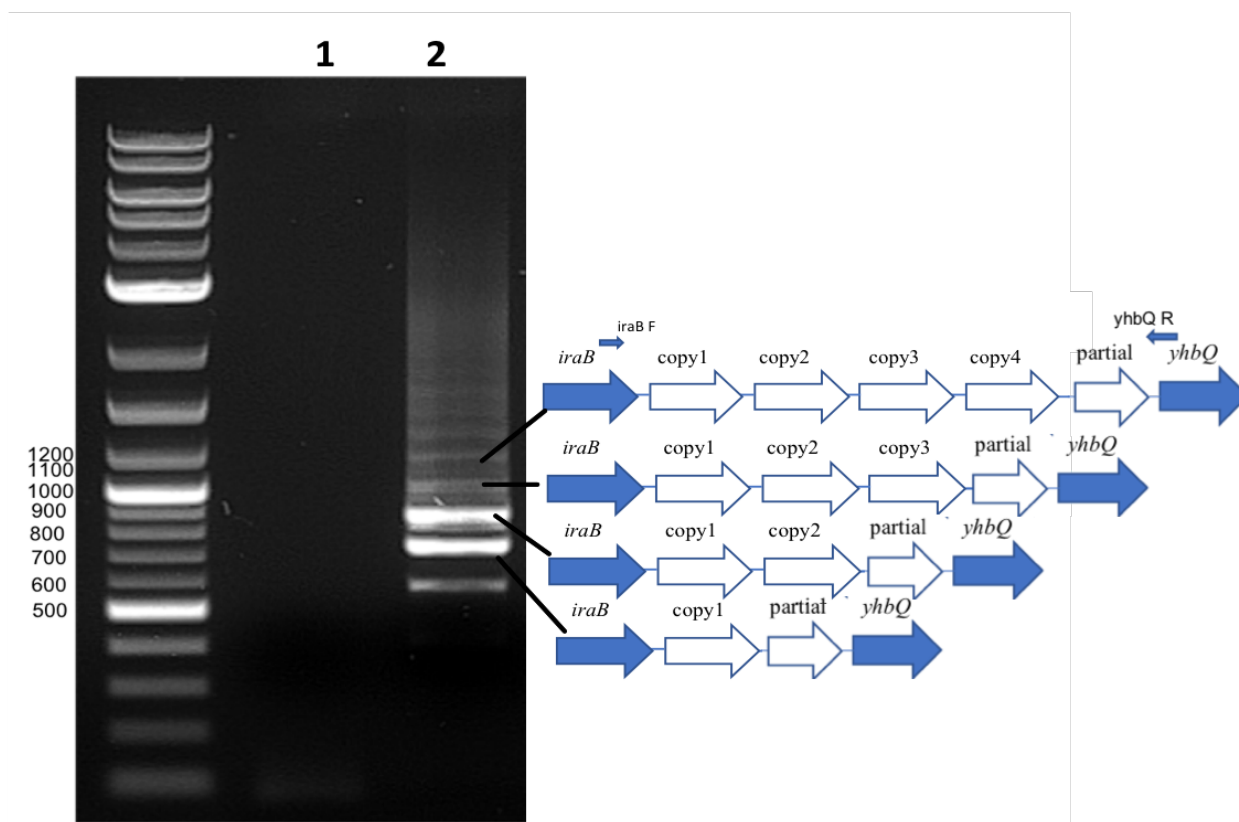 1 2
iraB F
yhbQ R
iraB copy1 copy2 copy3 copy4 partial yhbQ
1200
1100
1000
900
800
700
600
500
iraB copy1 copy2 copy3 partial yhbQ
iraB copy1 copy2 partial yhbQ
iraB copy1 partial yhbQ